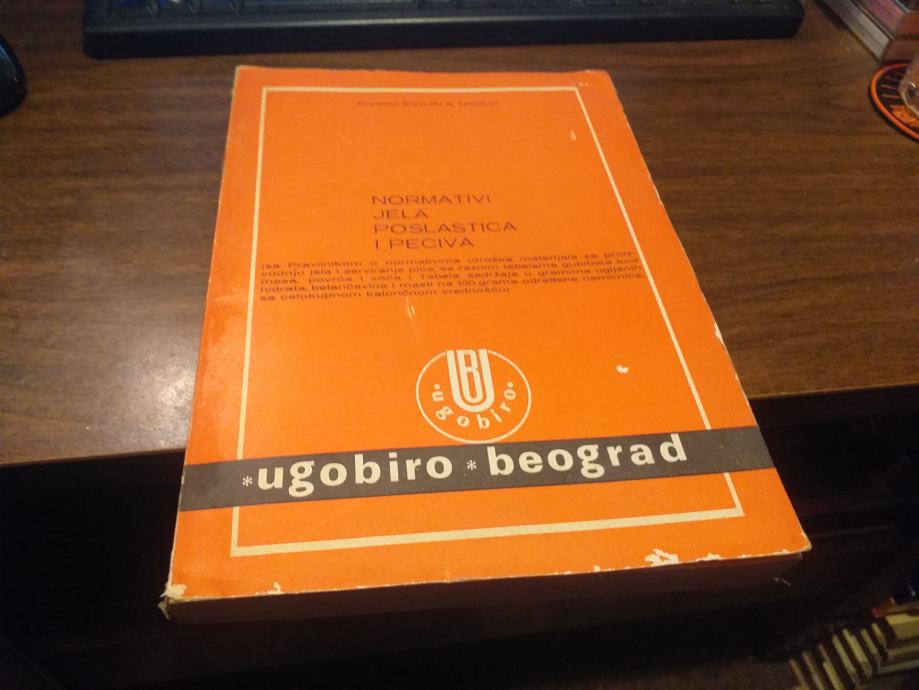 NORMATIVI
JELA
POSLASTICA
I PECIVA
(sa Pravilnikom o normativima utroška materijala za proiz-
vodnju jela i serviranje pića sa raznim tabelama gubitaka kod
mesa, povrća i voća i Tabela sadržaja u gramima ugljenih
hidrata, belančevina i masti na 100 grama određene namirnice,
sa celokupnom kaloričnom vrednošću)
UB
ugobiro
*ugobiro *beograd